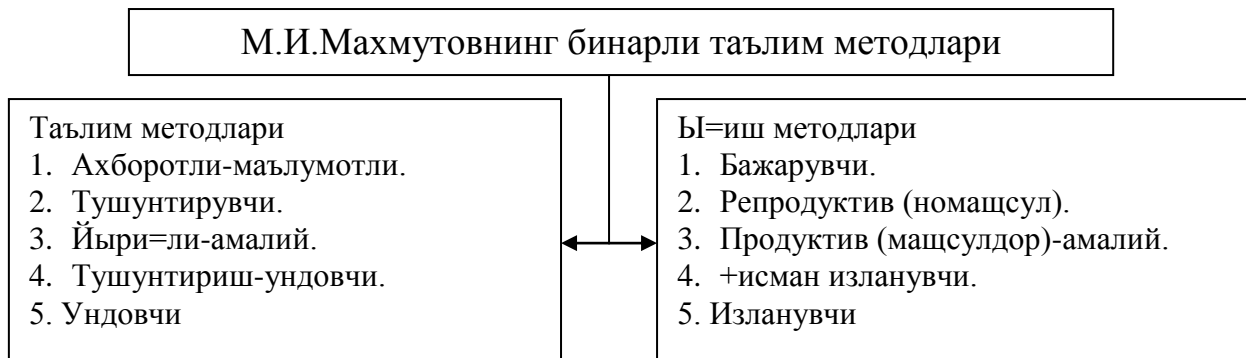 М.И.Махмутовнинг бинарли таълим методлари
Таълим методлари
1. Ахборотли-маълумотли.
2. Тушунтирувчи.
3. Йыри=ли-амалий.
4. Тушунтириш-ундовчи.
5. Ундовчи
Ы=иш методлари
1. Бажарувчи.
2. Репродуктив (номащсул).
3. Продуктив (мащсулдор)-амалий.
4. +исман изланувчи.
5. Изланувчи